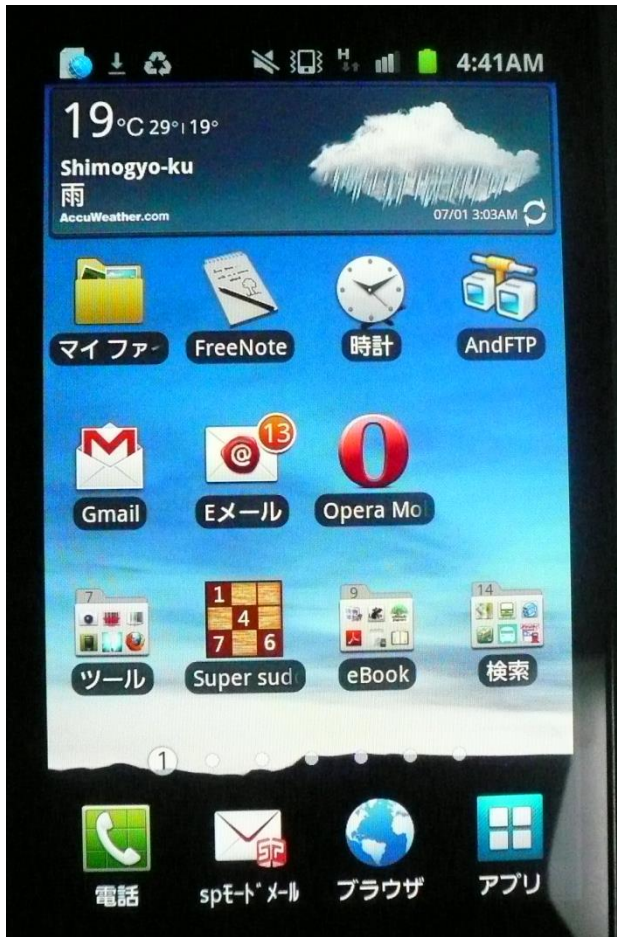 H
4:41AM
19°C 29°| 19°
Shimogyo-ku
雨
AccuWeather.com
07/01 3:03AM
マイ ファ
FreeNote
時計
AndFTP
13
Gmail
Eメール
Opera Mo
7
1
4
7 6
9
14
ツール
Super sud
eBook
検索
1
電話
spﾓｰﾄﾞﾒｰﾙ
ブラウザ
アプリ